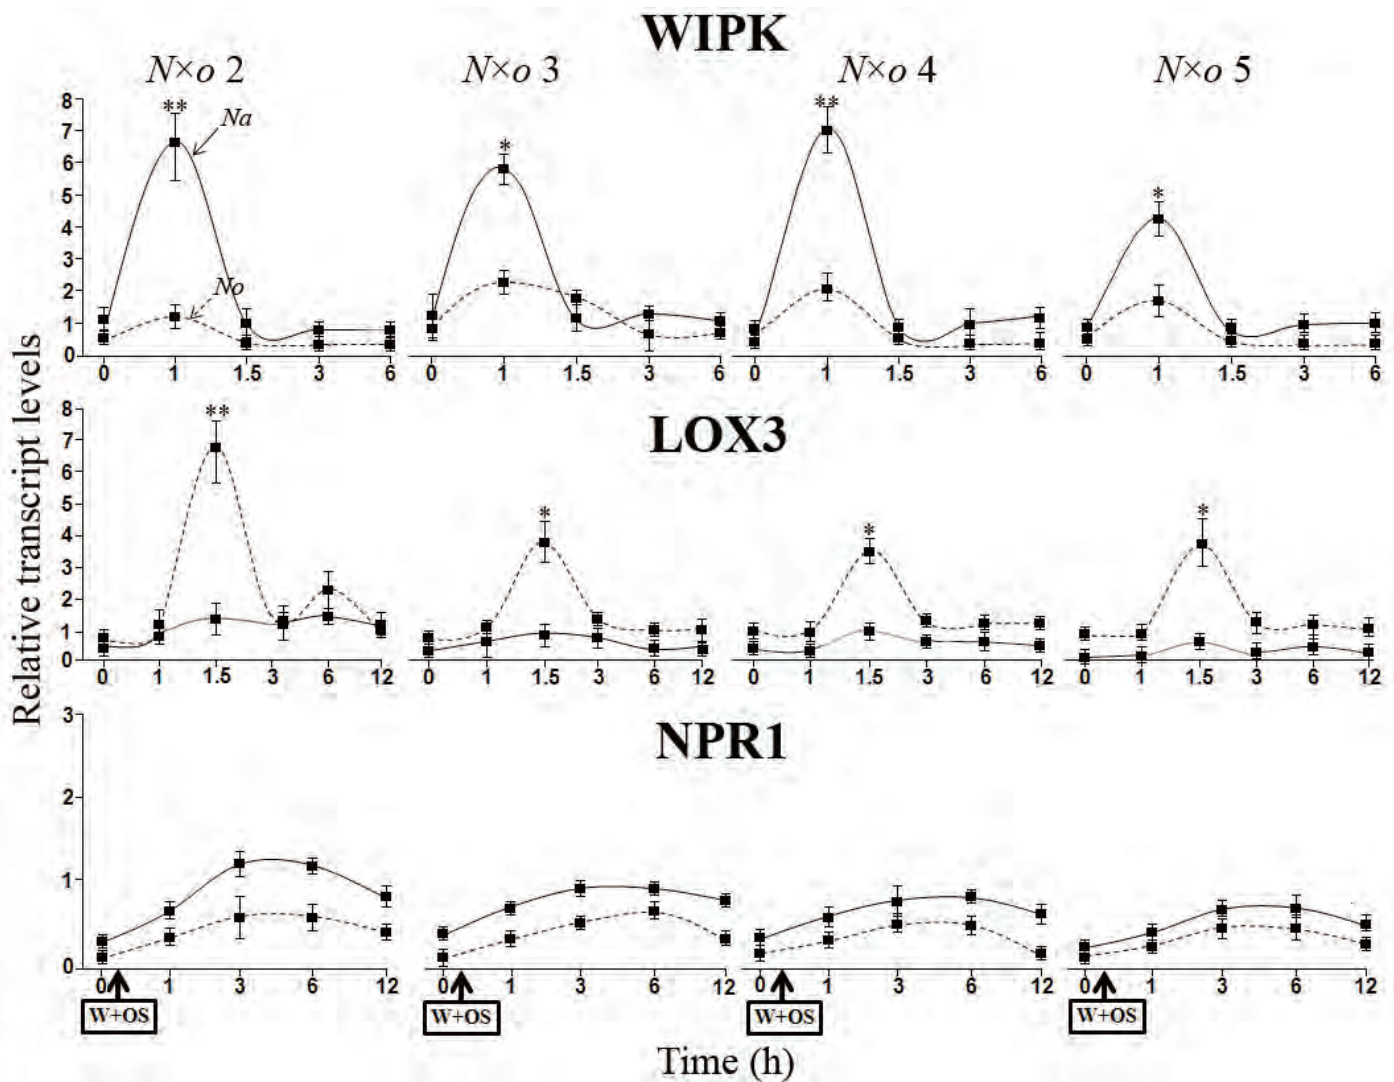 WIPK
N×o 2
N×o 3
N×o 4
N×o 5
Relative transcript levels
8
7
6
5
4
3
2
1
0
**
Na
No
*
**
*
0 1 1.5 3 6
0 1 1.5 3 6
0 1 1.5 3 6
0 1 1.5 3 6
LOX3
8
7
6
5
4
3
2
1
0
**
*
*
*
0 1 1.5 3 6 12
0 1 1.5 3 6 12
0 1 1.5 3 6 12
0 1 1.5 3 6 12
NPR1
3
2
1
0
0 1 3 6 12
0 1 3 6 12
0 1 3 6 12
0 1 3 6 12
W+OS
W+OS
W+OS
W+OS
Time (h)